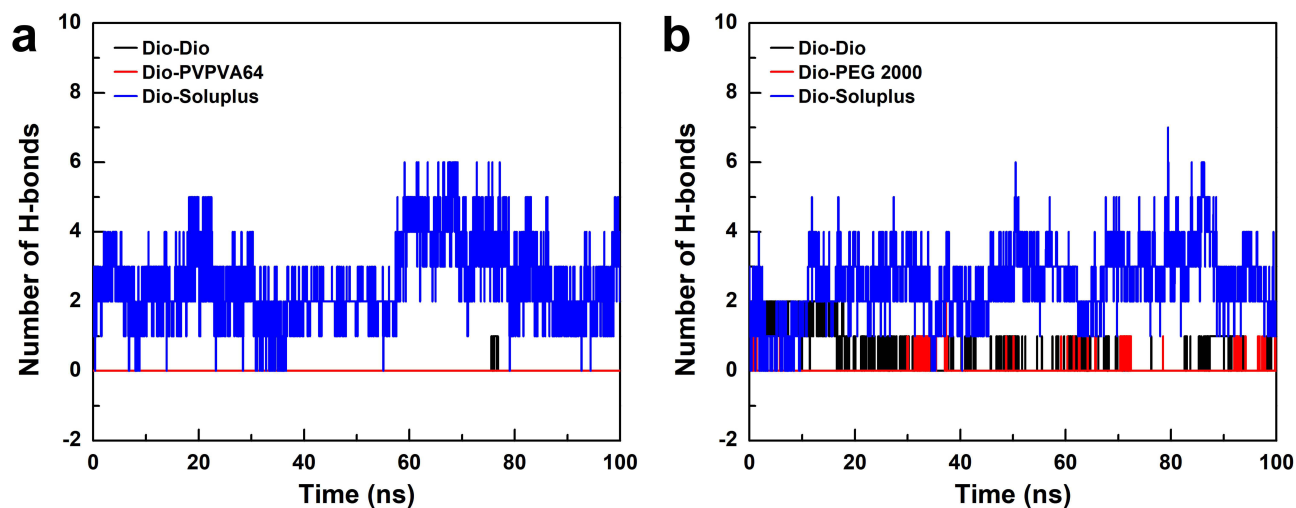 a
Dio-Dio
Dio-PVPVA64
Dio-Soluplus
Number of H-bonds
10
8
6
4
2
0
-2
0
20
40
60
80
100
Time (ns)
b
Dio-Dio
Dio-PEG 2000
Dio-Soluplus
Number of H-bonds
10
8
6
4
2
0
-2
0
20
40
60
80
100
Time (ns)